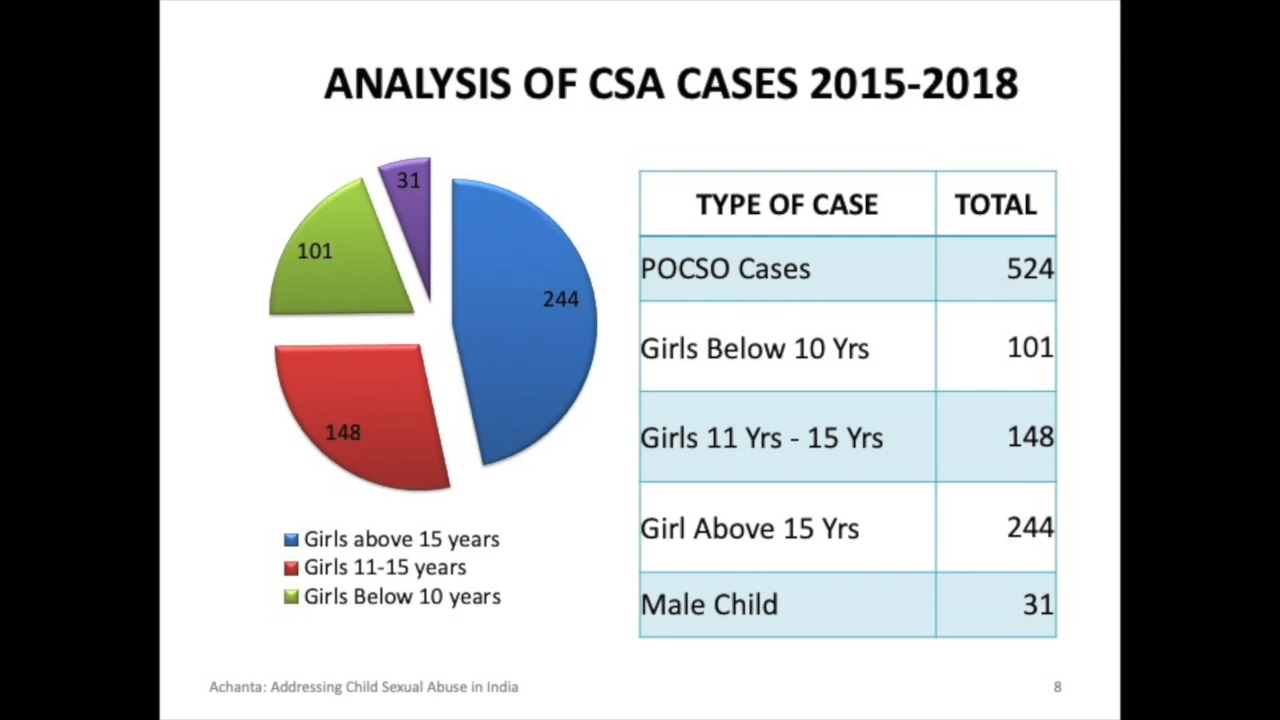 ANALYSIS OF CSA CASES 2015-2018
31
101
244
148
Girls above 15 years
Girls 11-15 years
Girls Below 10 years
TYPE OF CASE TOTAL
POCSO Cases 524
Girls Below 10 Yrs 101
Girls 11 Yrs - 15 Yrs 148
Girl Above 15 Yrs 244
Male Child 31
Achanta: Addressing Child Sexual Abuse in India 8